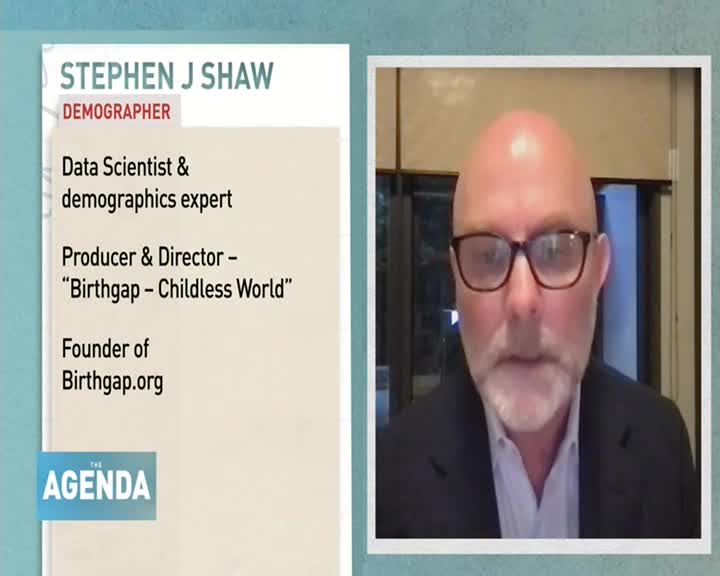 STEPHEN J SHAW
DEMOGRAPHER
Data Scientist &
demographics expert
Producer & Director –
“Birthgap – Childless World”
Founder of
Birthgap.org
THE
AGENDA